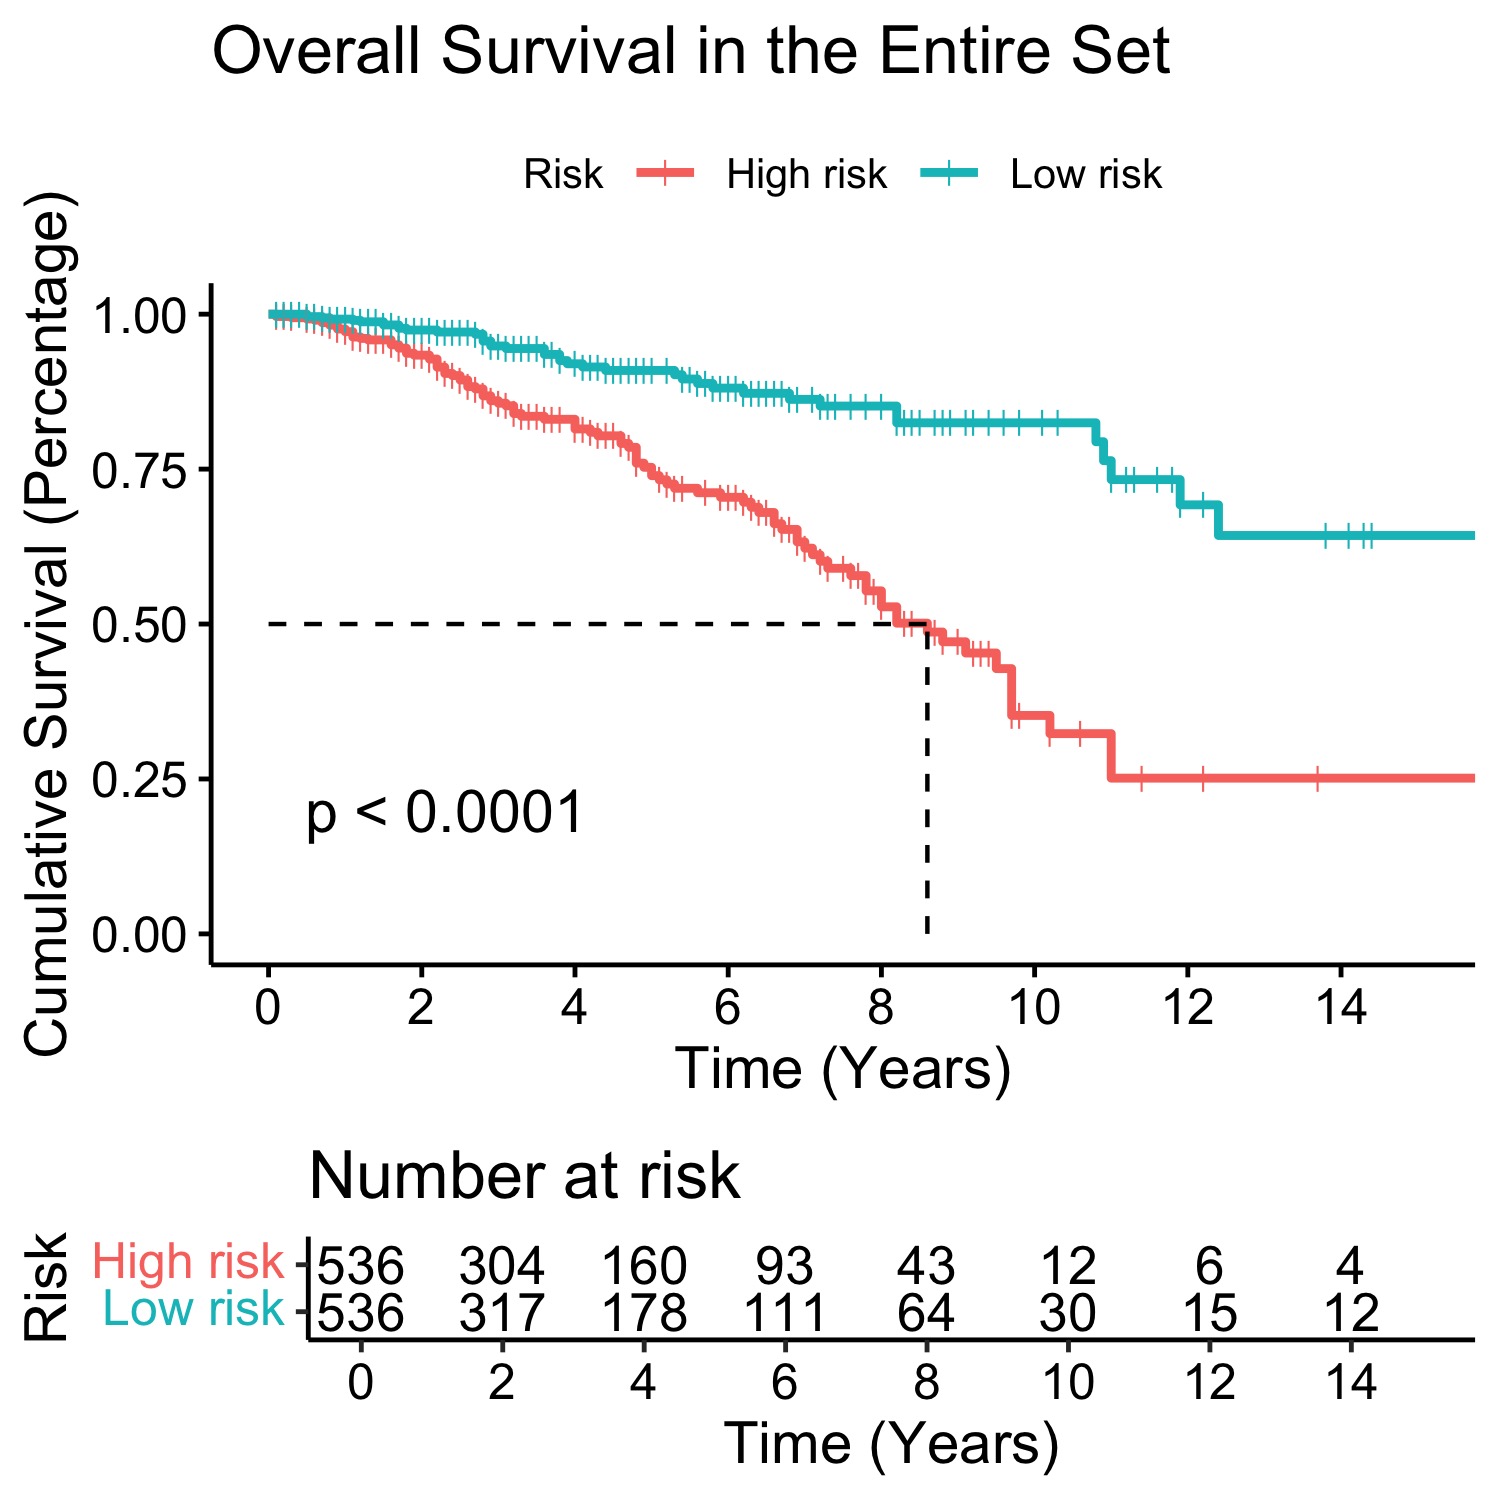 Overall Survival in the Entire Set
Risk High risk Low risk
Cumulative Survival (Percentage)
1.00
0.75
0.50
0.25
0.00
p < 0.0001
0 2 4 6 8 10 12 14
Time (Years)
Number at risk
Risk
High risk 536 304 160 93 43 12 6 4
Low risk 536 317 178 111 64 30 15 12
0 2 4 6 8 10 12 14
Time (Years)